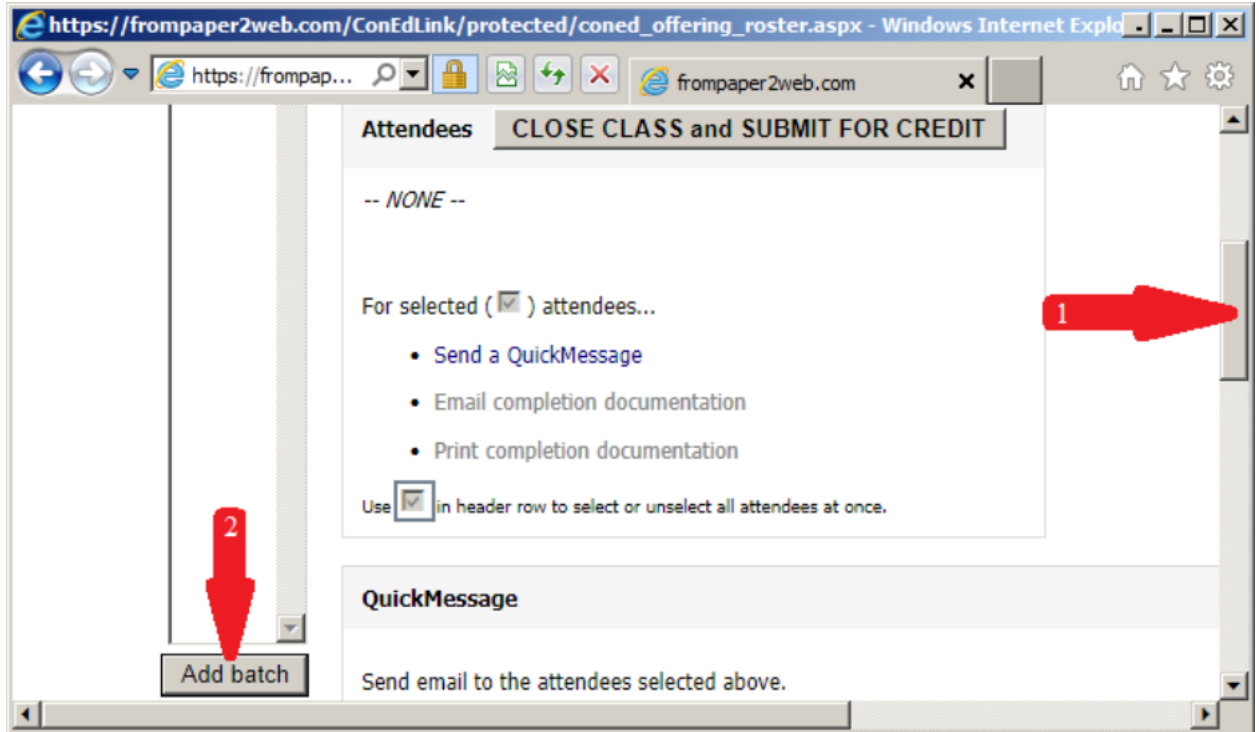 https://frompaper2web.com/ConEdLink/protected/coned_offering_roster.aspx - Windows Internet Explo
https://frompap...
frompaper2web.com
Attendees CLOSE CLASS and SUBMIT FOR CREDIT
-- NONE --
For selected ( ) attendees...
1
• Send a QuickMessage
• Email completion documentation
• Print completion documentation
Use in header row to select or unselect all attendees at once.
2
QuickMessage
Add batch
Send email to the attendees selected above.